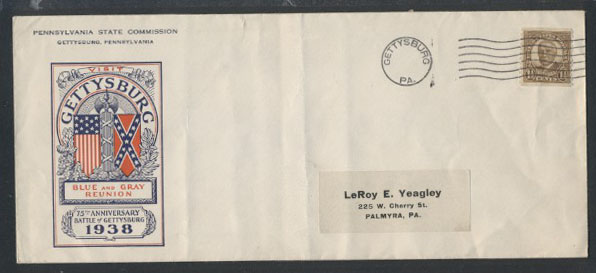 PENNSYLVANIA STATE COMMISSION
GETTYSBURG, PENNSYLVANIA
VISIT
GETTYSBURG
BLUE AND GRAY
REUNION
75TH ANNIVERSARY
BATTLE OF GETTYSBURG
1938
GETTYSBURG
PA.
LeRoy E. Yeagley
225 W. Cherry St.
PALMYRA, PA.